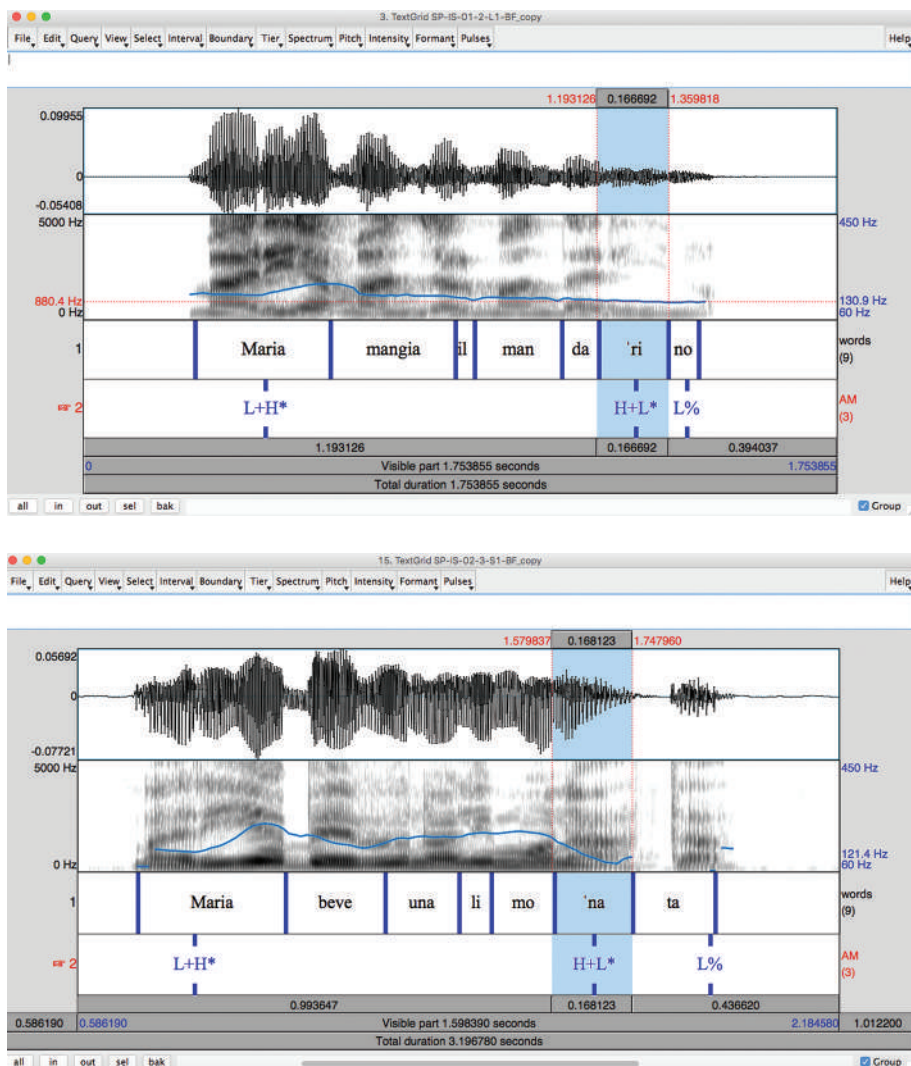 3. TextGrid SP-IS-01-2-L1-BF_copy
File Edit Query View Select Interval Boundary Tier Spectrum Pitch Intensity Formant Pulses Help
1.193126 0.166692 1.359818
0.09955
0
-0.05408
5000 Hz 450 Hz
880.4 Hz 130.9 Hz
0 Hz 60 Hz
1 Maria mangia il man da 'ri no words
(9)
2 L+H* H+L* L% AM
(3)
1.193126 0.166692 0.394037
0 Visible part 1.753855 seconds 1.753855
Total duration 1.753855 seconds
all in out sel bak Group
15. TextGrid SP-IS-02-3-S1-BF_copy
File Edit Query View Select Interval Boundary Tier Spectrum Pitch Intensity Formant Pulses Help
1.579837 0.168123 1.747960
0.05692
0
-0.07721
5000 Hz 450 Hz
121.4 Hz
0 Hz 60 Hz
1 Maria beve una li mo 'na ta words
(9)
2 L+H* H+L* L% AM
(3)
0.993647 0.168123 0.436620
0.586190 0.586190 Visible part 1.598390 seconds 2.184580 1.012200
Total duration 3.196780 seconds
all in out sel bak Group